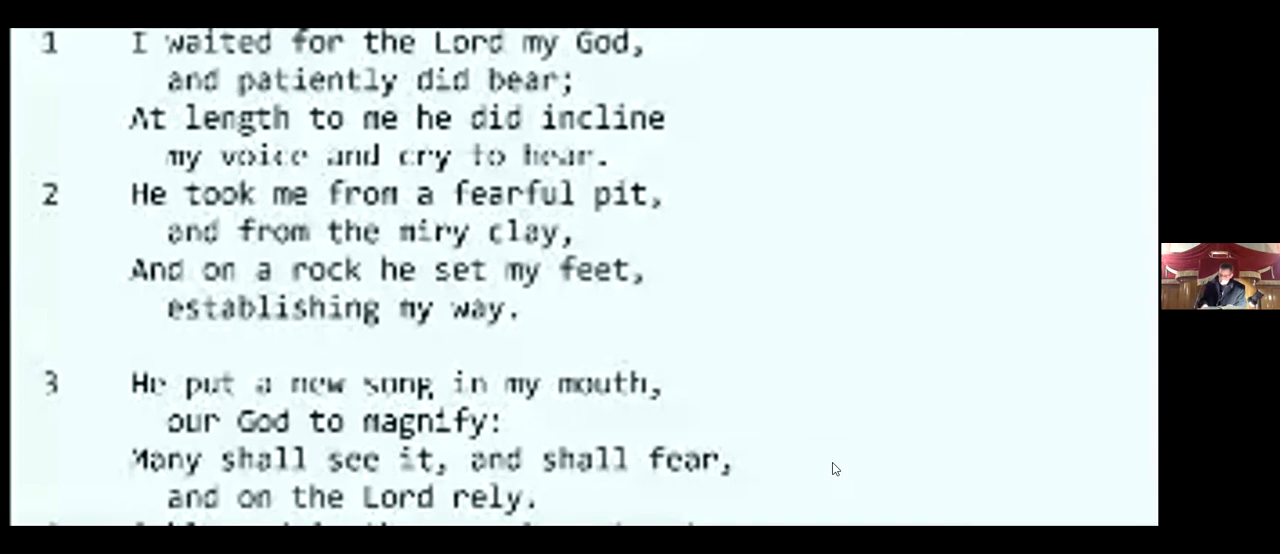 1 I waited for the Lord my God,
and patiently did bear;
At length to me he did incline
my voice and cry to hear.
2 He took me from a fearful pit,
and from the miry clay,
And on a rock he set my feet,
establishing my way.
3 He put a new song in my mouth,
our God to magnify:
Many shall see it, and shall fear,
and on the Lord rely.